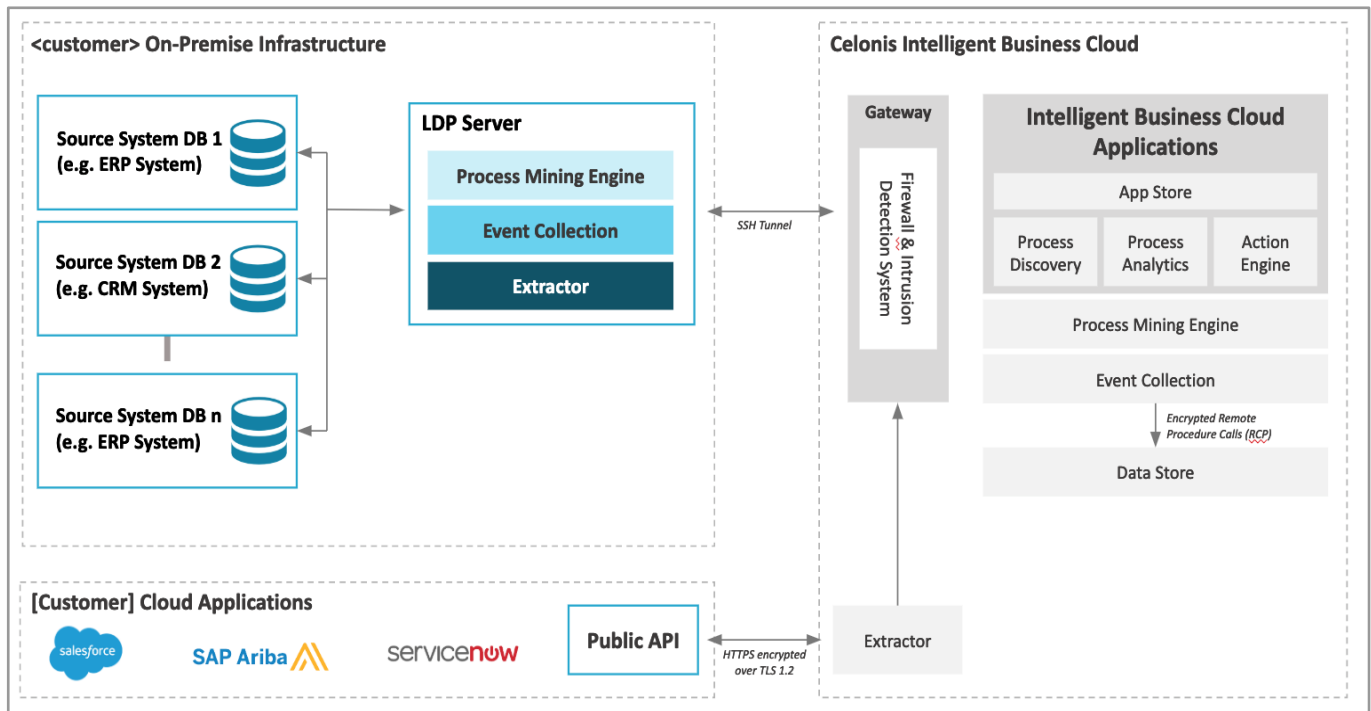 <customer> On-Premise Infrastructure
Source System DB 1
(e.g. ERP System)
Source System DB 2
(e.g. CRM System)
Source System DB n
(e.g. ERP System)
LDP Server
Process Mining Engine
Event Collection
Extractor
SSH Tunnel
Celonis Intelligent Business Cloud
Gateway
Firewall & Intrusion
Detection System
Intelligent Business Cloud
Applications
App Store
Process
Discovery
Process
Analytics
Action
Engine
Process Mining Engine
Event Collection
Encrypted Remote
Procedure Calls (RCP)
Data Store
[Customer] Cloud Applications
salesforce
SAP Ariba
servicenow
Public API
HTTPS encrypted
over TLS 1.2
Extractor